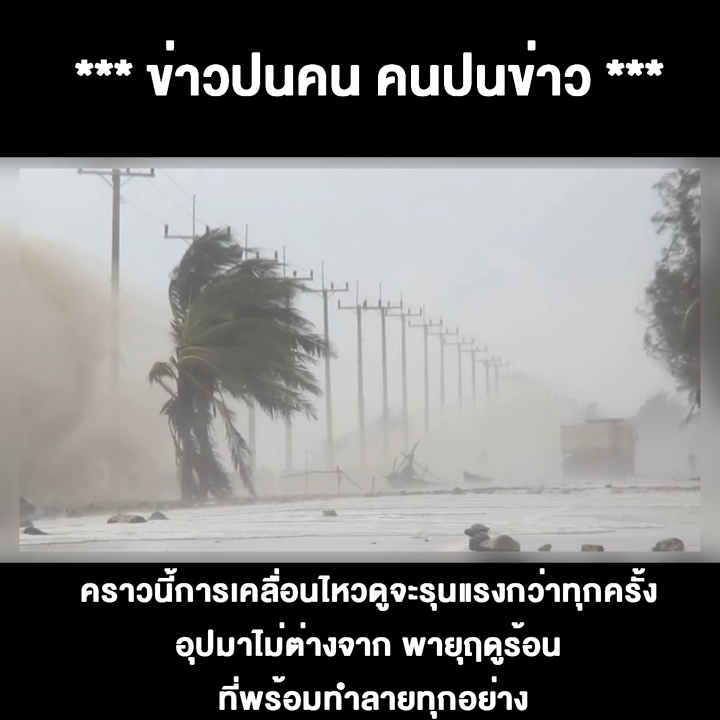 *** ข่าวปนคน คนปนข่าว ***
คราวนี้การเคลื่อนไหวดูจะรุนแรงกว่าทุกครั้ง
อุปมาไม่ต่างจาก พายุฤดูร้อน
ที่พร้อมทำลายทุกอย่าง